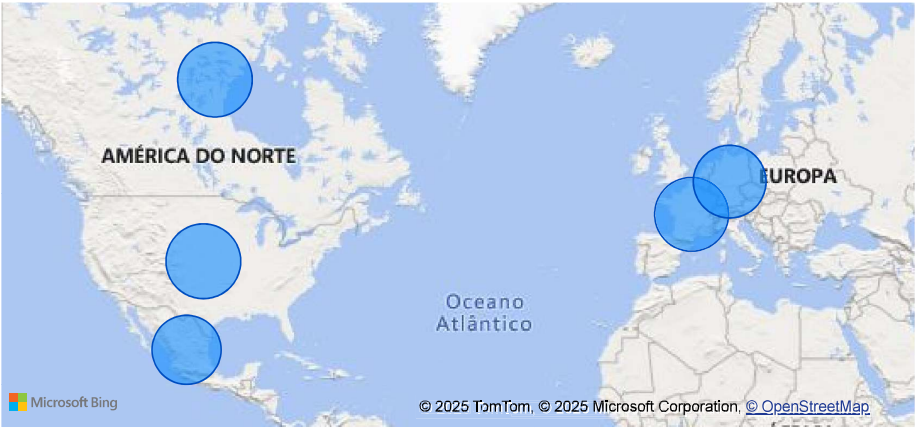 AMÉRICA DO NORTE
EUROPA
Oceano
Atlântico
Microsoft Bing
© 2025 TomTom, © 2025 Microsoft Corporation, © OpenStreetMap